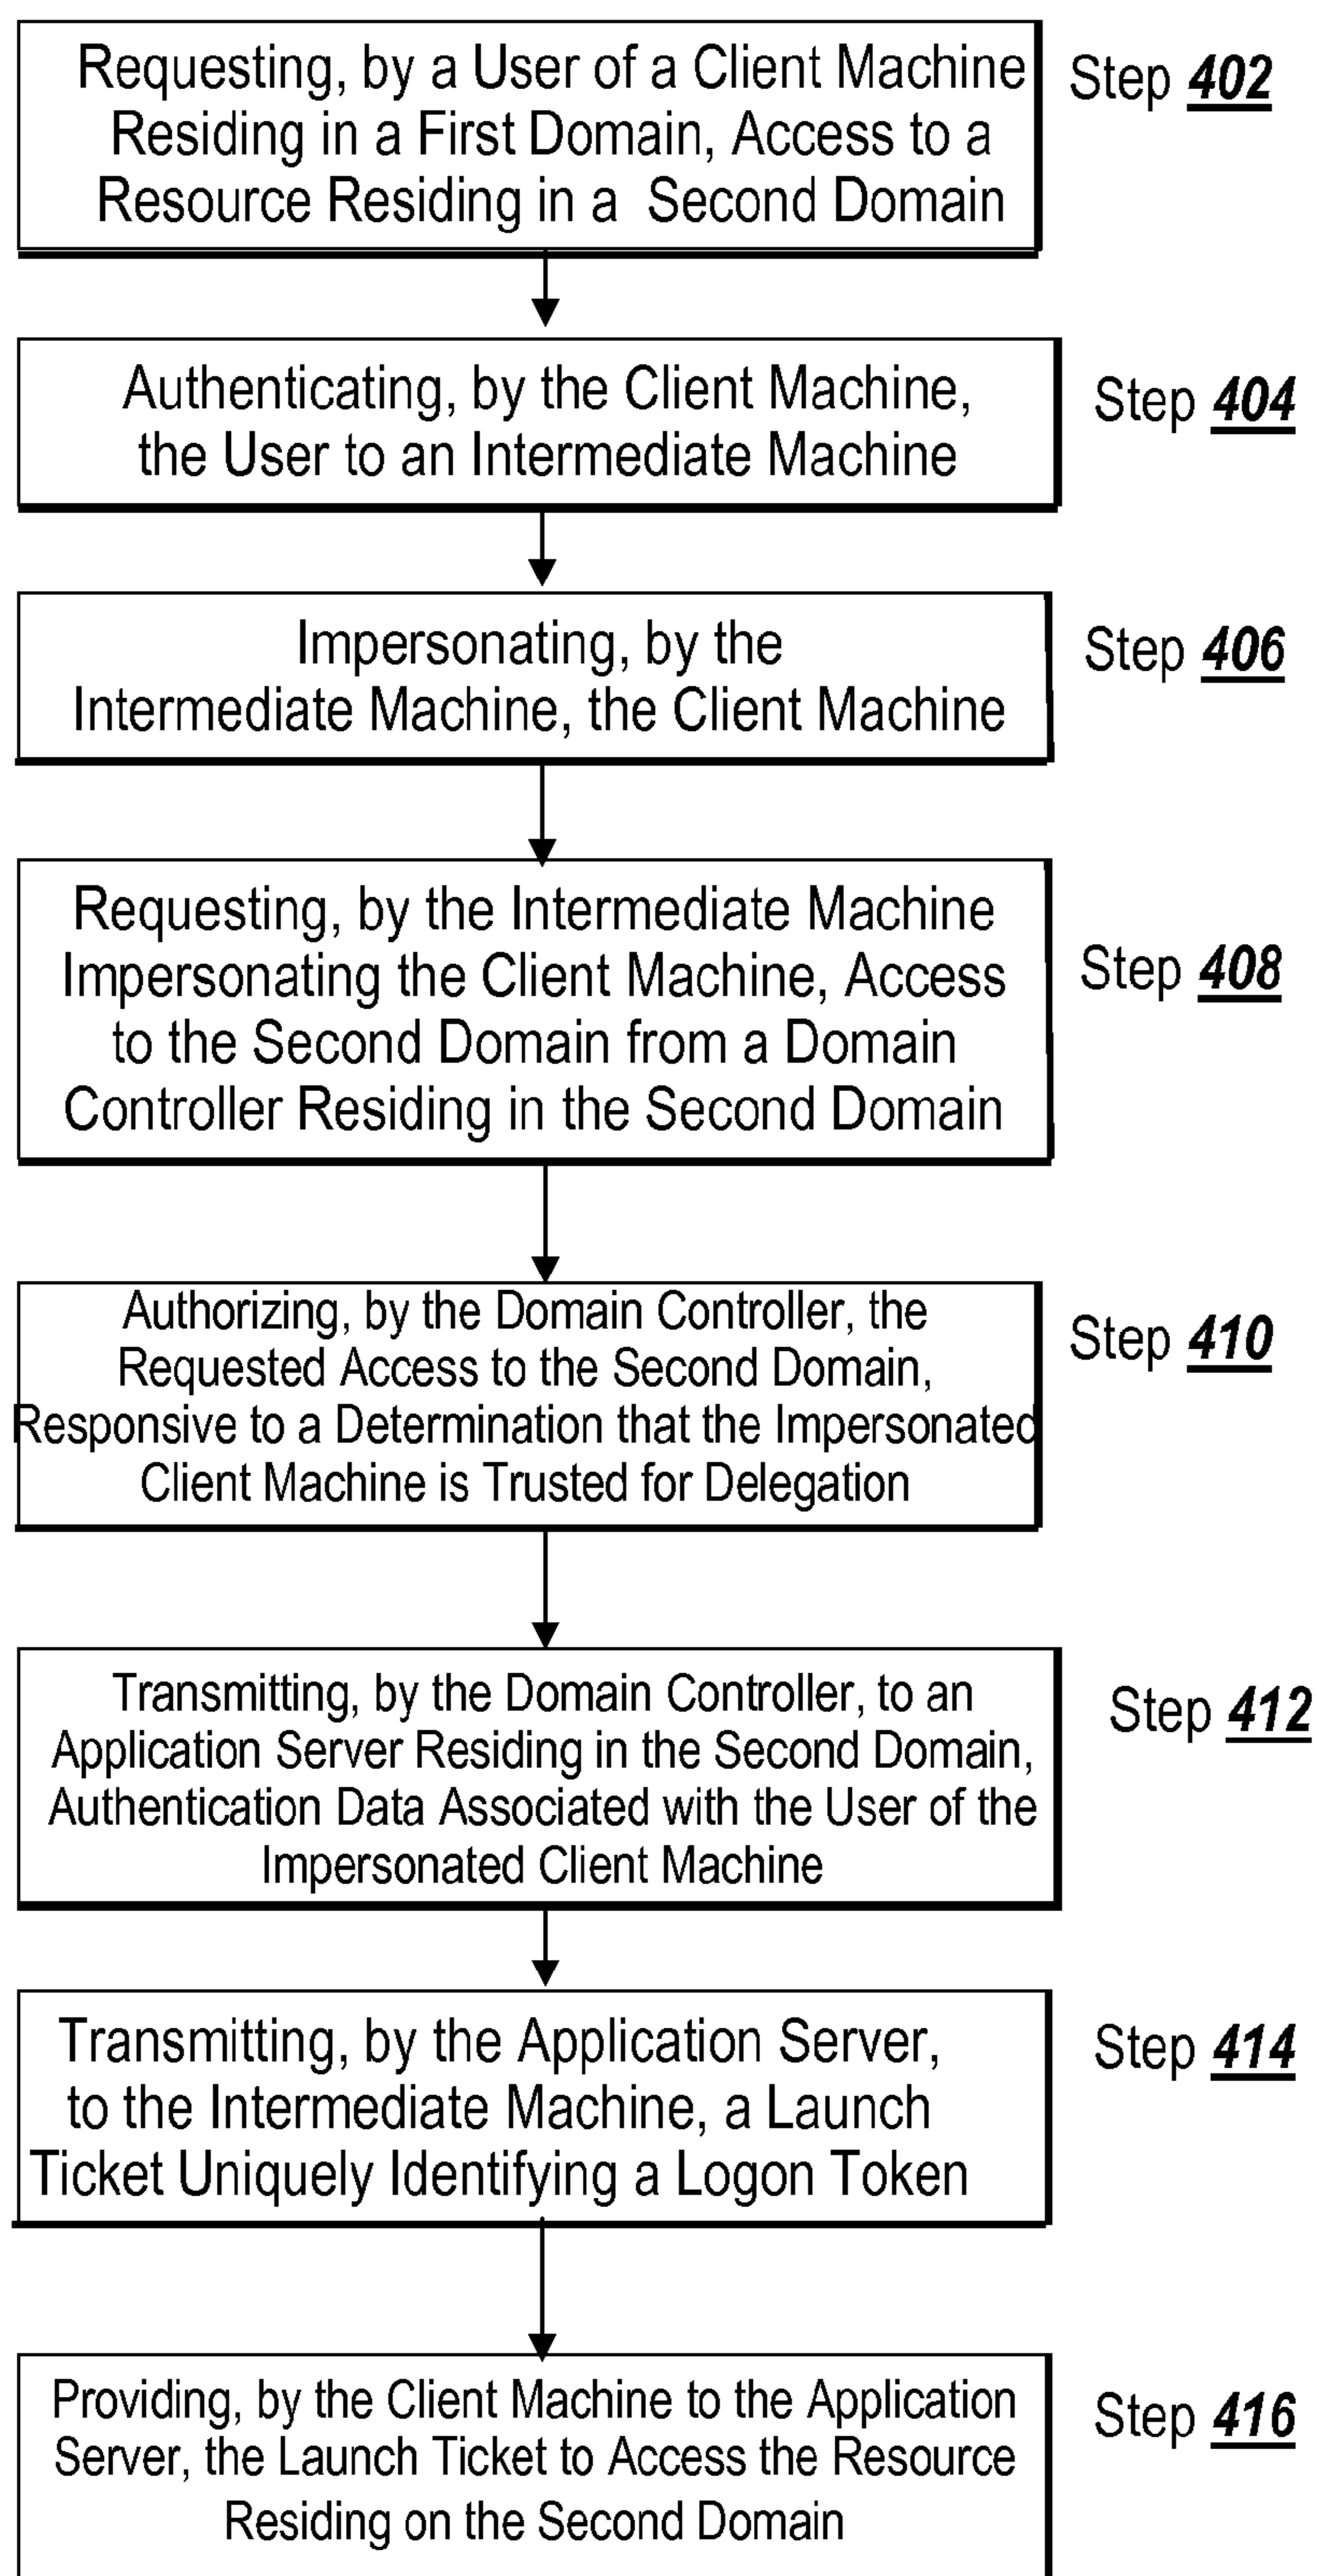 Requesting, by a User of a Client Machine
Residing in a First Domain, Access to a
Resource Residing in a Second Domain
Step 402
Authenticating, by the Client Machine,
the User to an Intermediate Machine
Step 404
Impersonating, by the
Intermediate Machine, the Client Machine
Step 406
Requesting, by the Intermediate Machine
Impersonating the Client Machine, Access
to the Second Domain from a Domain
Controller Residing in the Second Domain
Step 408
Authorizing, by the Domain Controller, the
Requested Access to the Second Domain,
Responsive to a Determination that the Impersonated
Client Machine is Trusted for Delegation
Step 410
Transmitting, by the Domain Controller, to an
Application Server Residing in the Second Domain,
Authentication Data Associated with the User of the
Impersonated Client Machine
Step 412
Transmitting, by the Application Server,
to the Intermediate Machine, a Launch
Ticket Uniquely Identifying a Logon Token
Step 414
Providing, by the Client Machine to the Application
Server, the Launch Ticket to Access the Resource
Residing on the Second Domain
Step 416